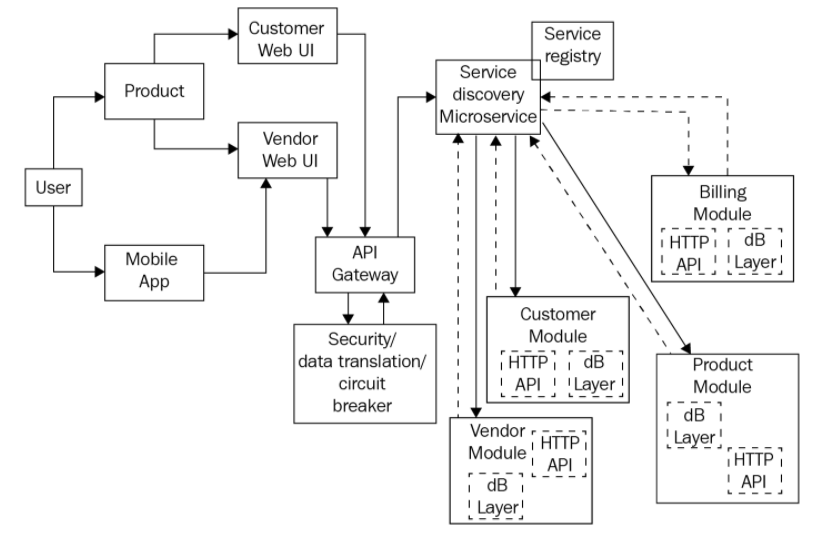 Customer
Web UI
Service
registry
Product
Service
discovery
Microservice
Vendor
Web UI
User
Billing
Module
HTTP
API
dB
Layer
Mobile
App
API
Gateway
Customer
Module
HTTP
API
dB
Layer
Security/
data translation/
circuit
breaker
Product
Module
dB
Layer
HTTP
API
Vendor
Module
HTTP
API
dB
Layer